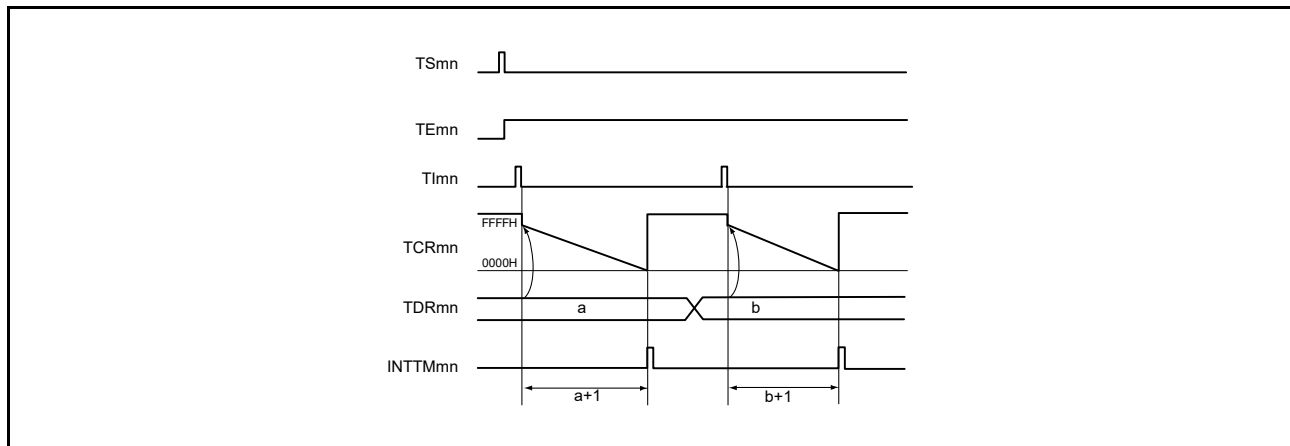 TSmn
TEmn
TImn
FFFFH
TCRmn
0000H
TDRmn a b
INTTMmn
a+1 b+1